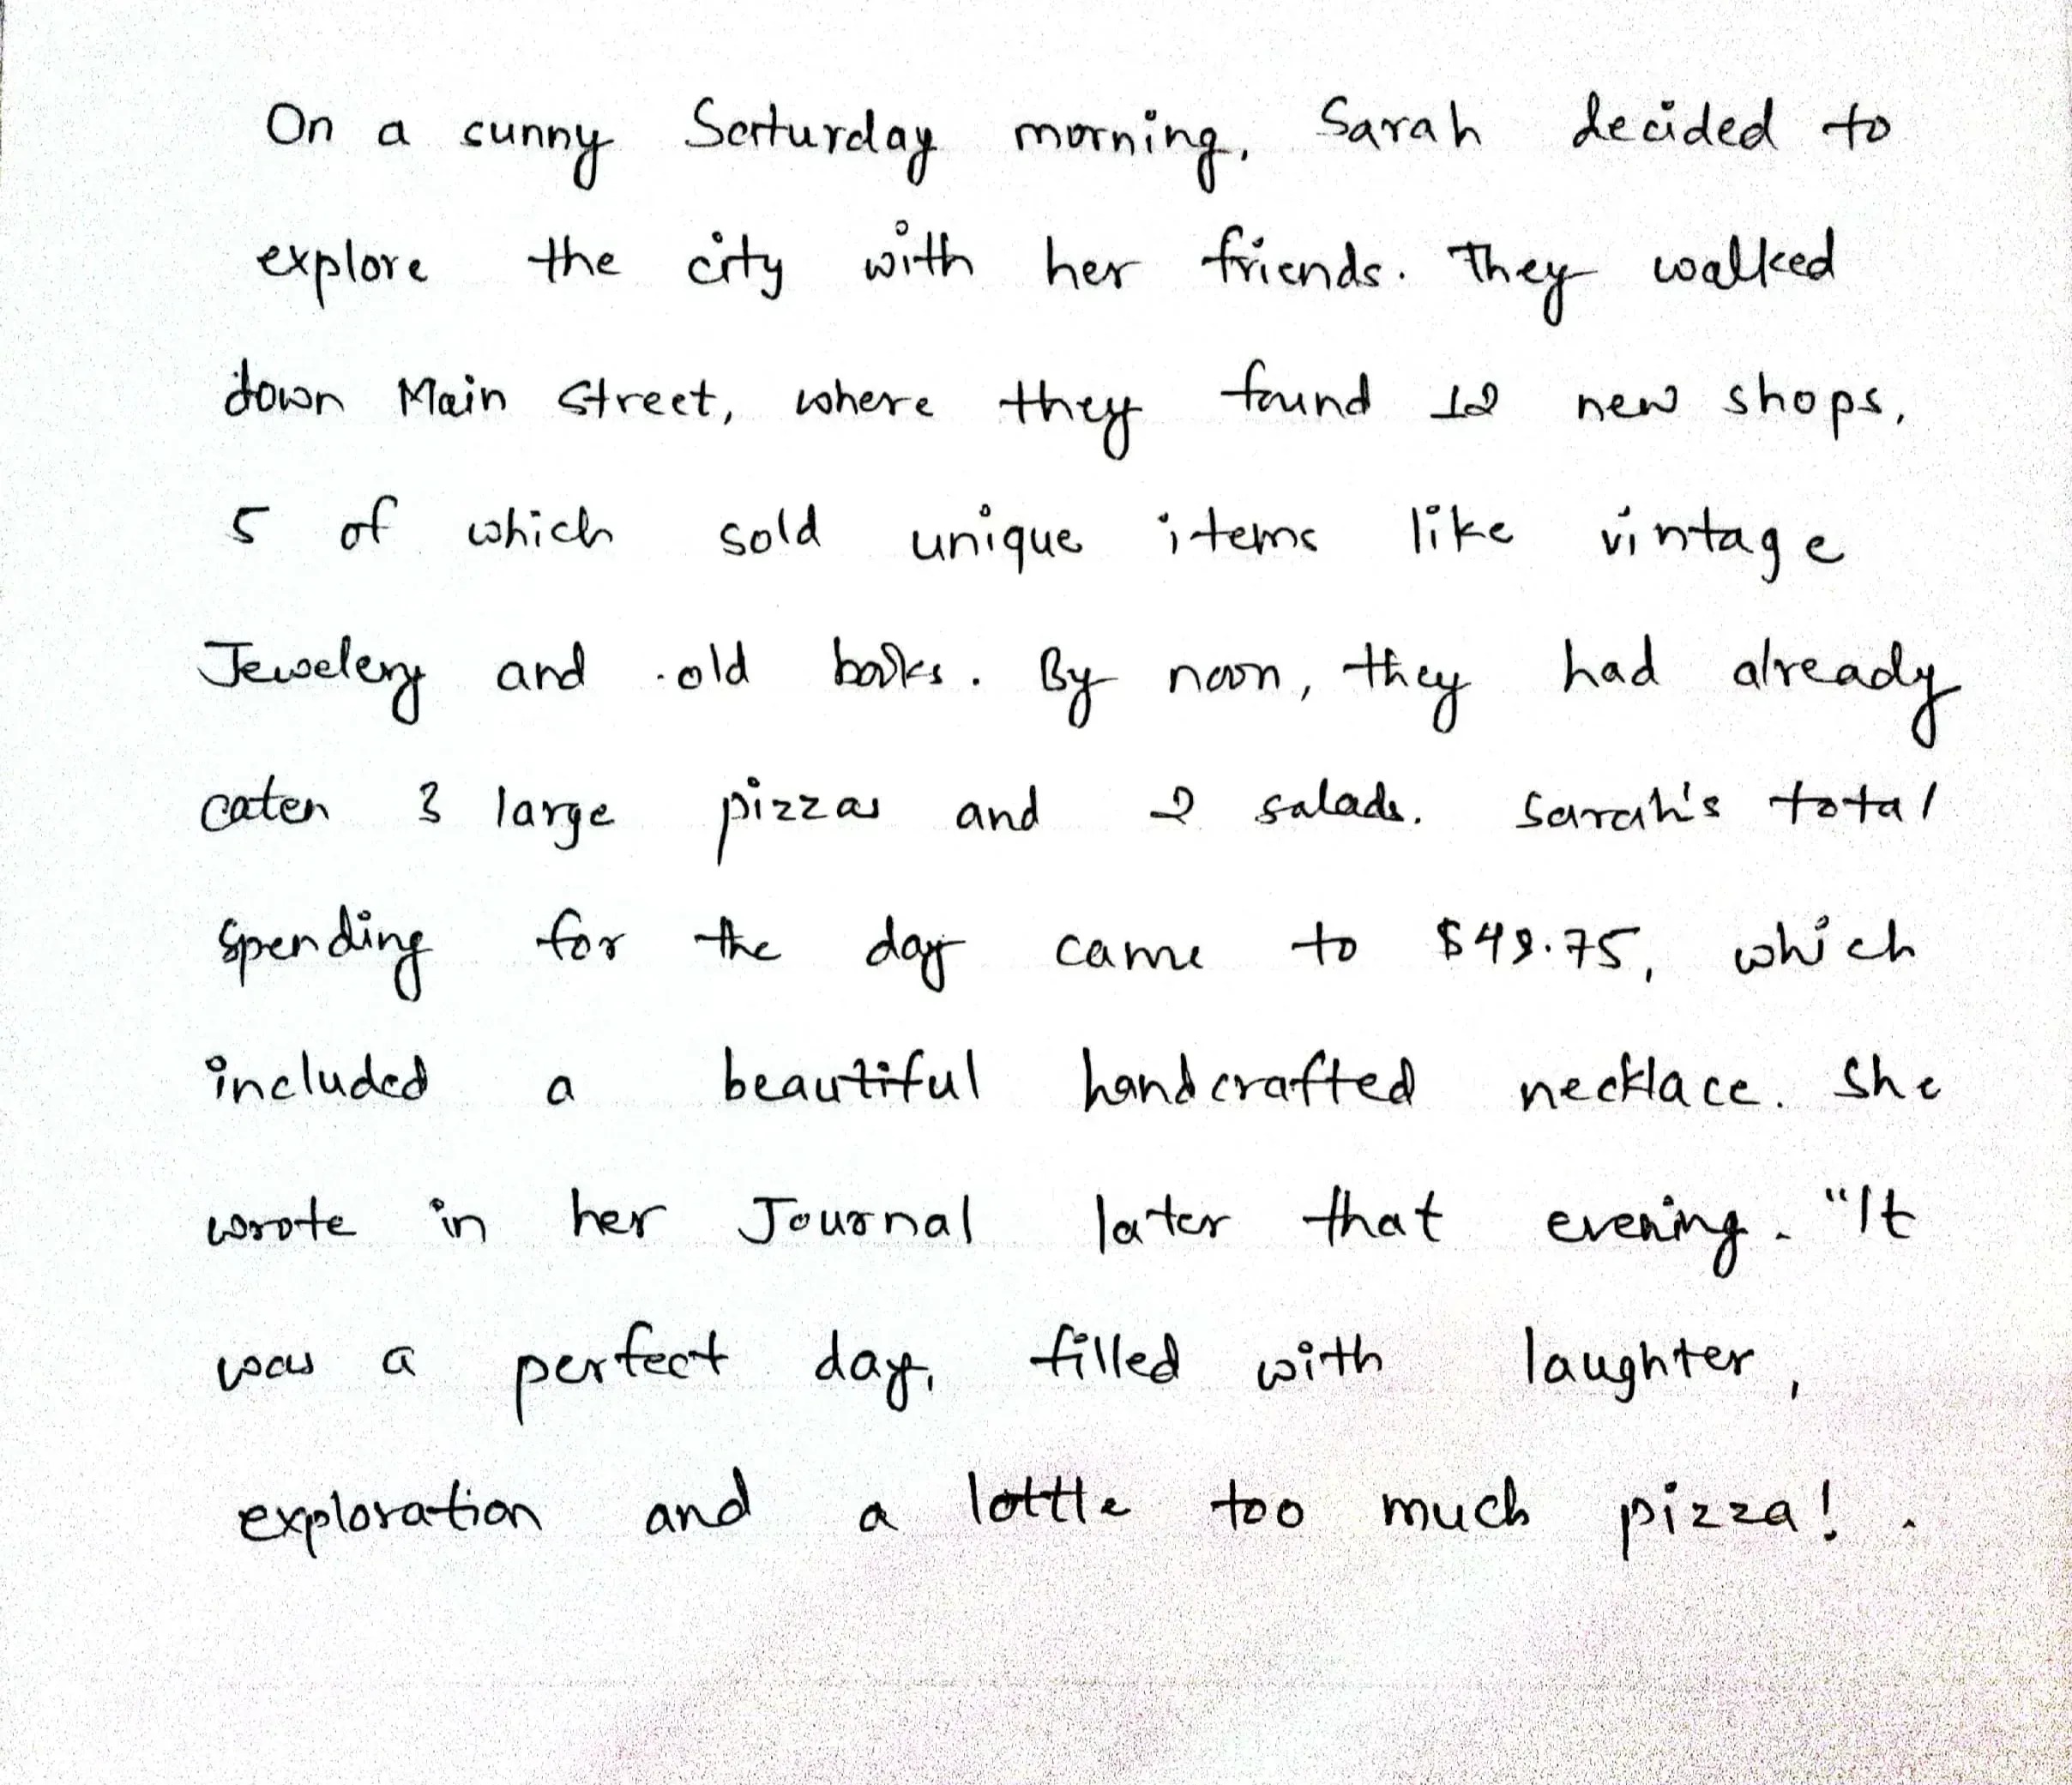 On a sunny Saturday morning, Sarah decided to
explore the city with her friends. They walked
down Main Street, where they found 12 new shops,
5 of which sold unique items like vintage
Jewelery and old books. By noon, they had already
eaten 3 large pizzas and 2 salads. Sarah's total
Spending for the day came to $49.75, which
included a beautiful handcrafted necklace. She
wrote in her Journal later that evening. "It
was a perfect day, filled with laughter,
exploration and a lottle too much pizza! .